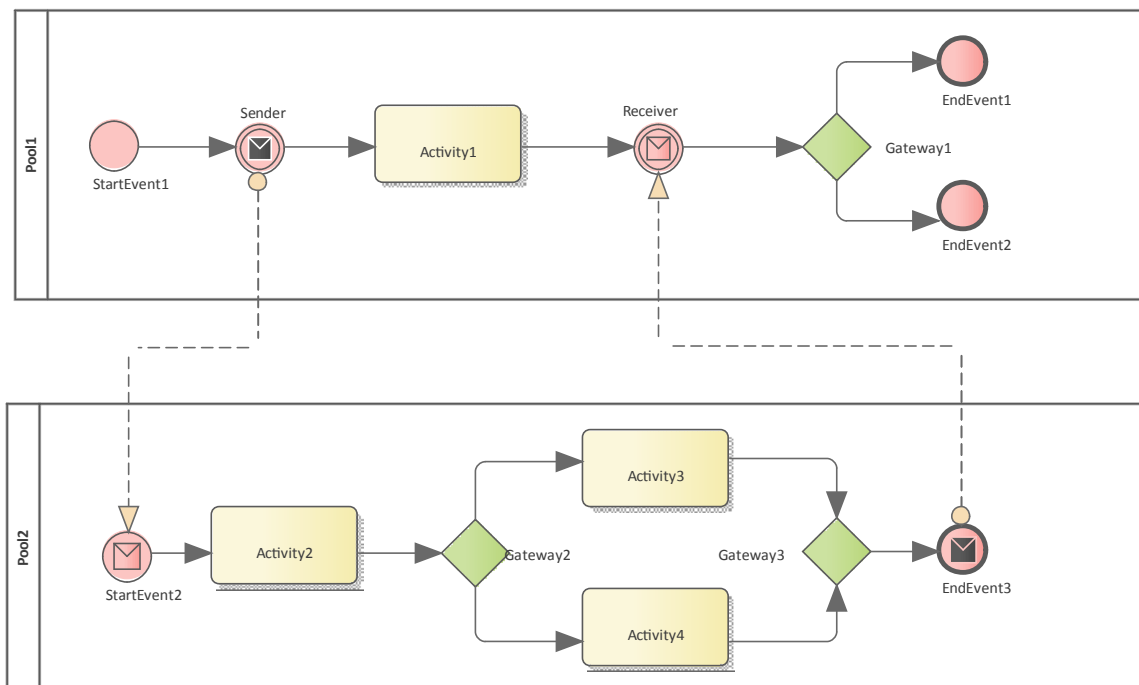 Pool1
StartEvent1
Sender
Activity1
Receiver
Gateway1
EndEvent1
EndEvent2
Pool2
StartEvent2
Activity2
Gateway2
Activity3
Activity4
Gateway3
EndEvent3